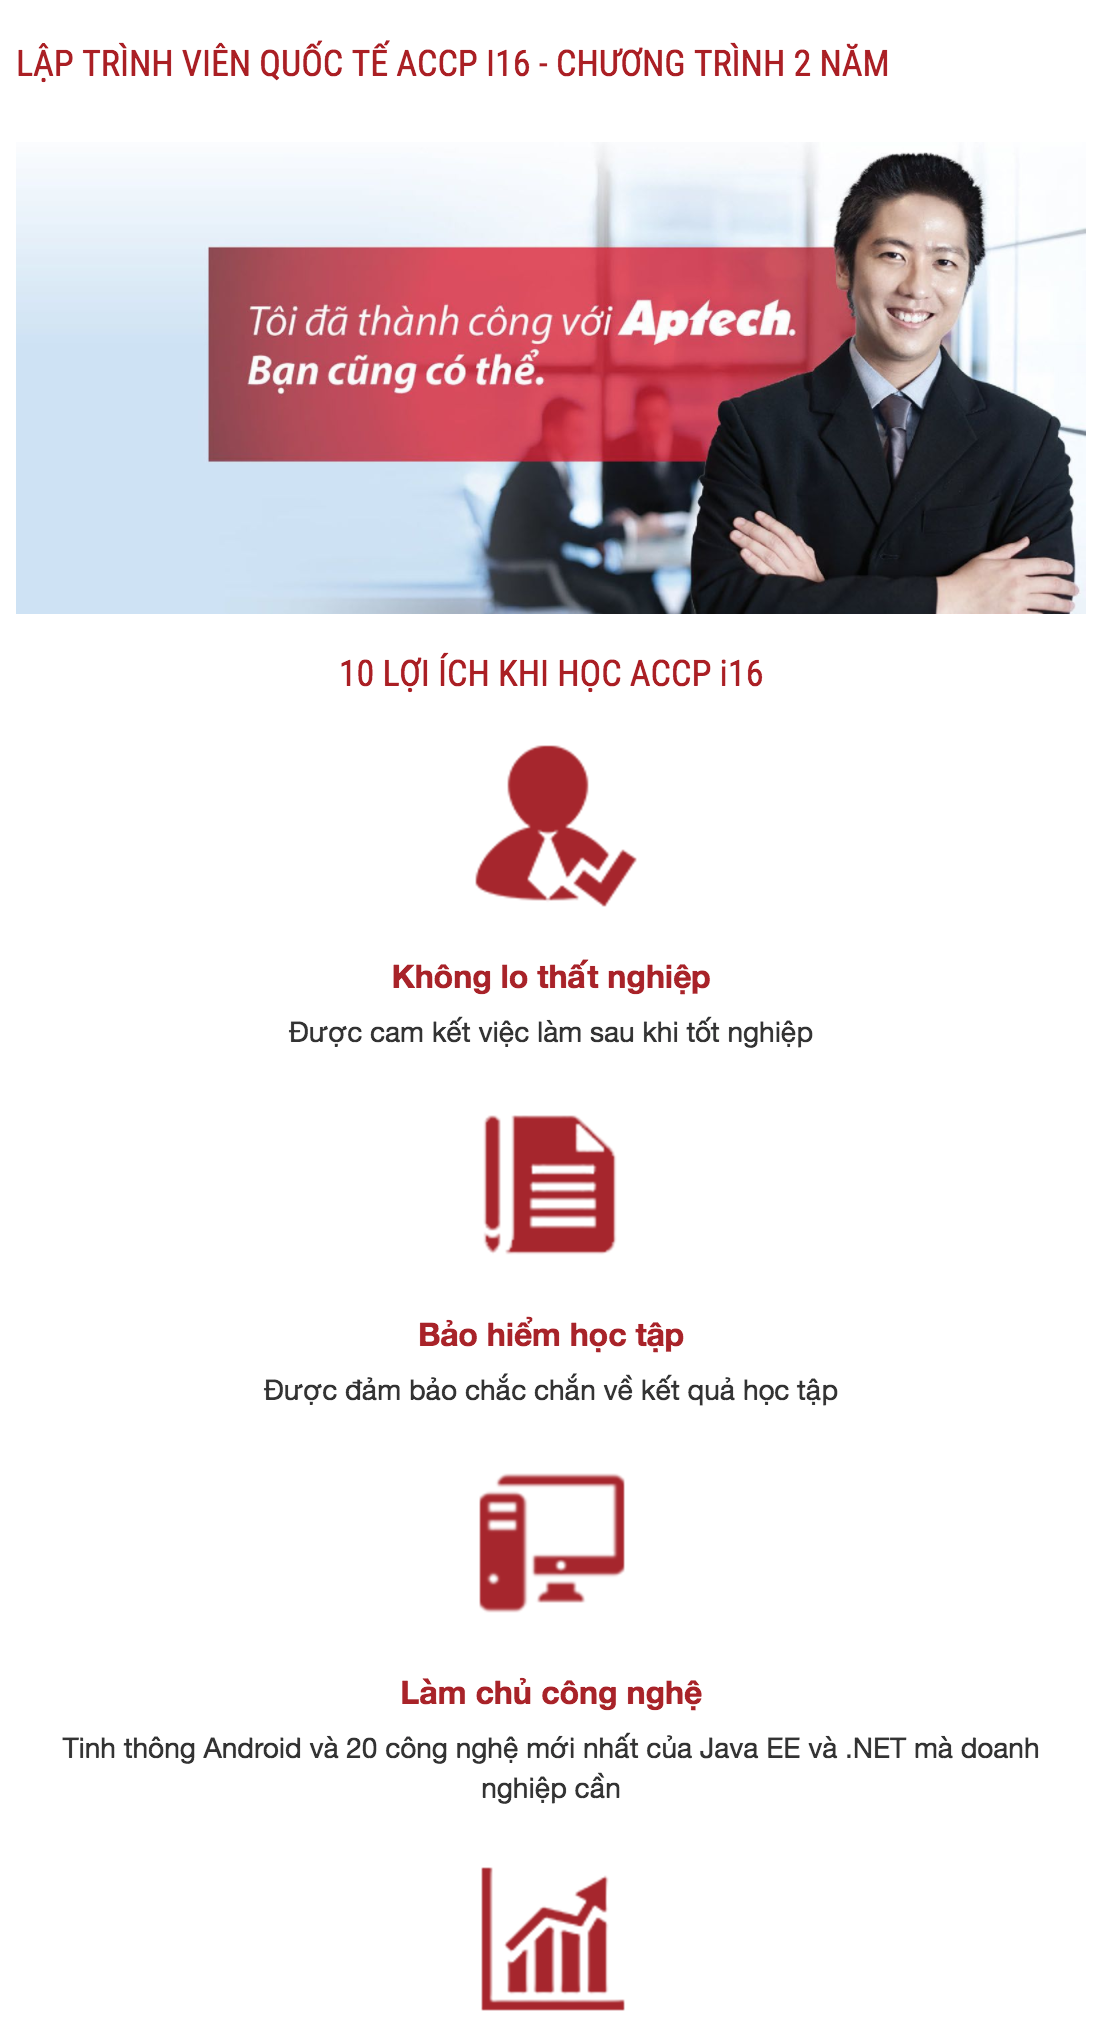 LẬP TRÌNH VIÊN QUỐC TẾ ACCP I16 - CHƯƠNG TRÌNH 2 NĂM
Tôi đã thành công với Aptech.
Bạn cũng có thể.
10 LỢI ÍCH KHI HỌC ACCP i16
Không lo thất nghiệp
Được cam kết việc làm sau khi tốt nghiệp
Bảo hiểm học tập
Được đảm bảo chắc chắn về kết quả học tập
Làm chủ công nghệ
Tinh thông Android và 20 công nghệ mới nhất của Java EE và .NET mà doanh
nghiệp cần